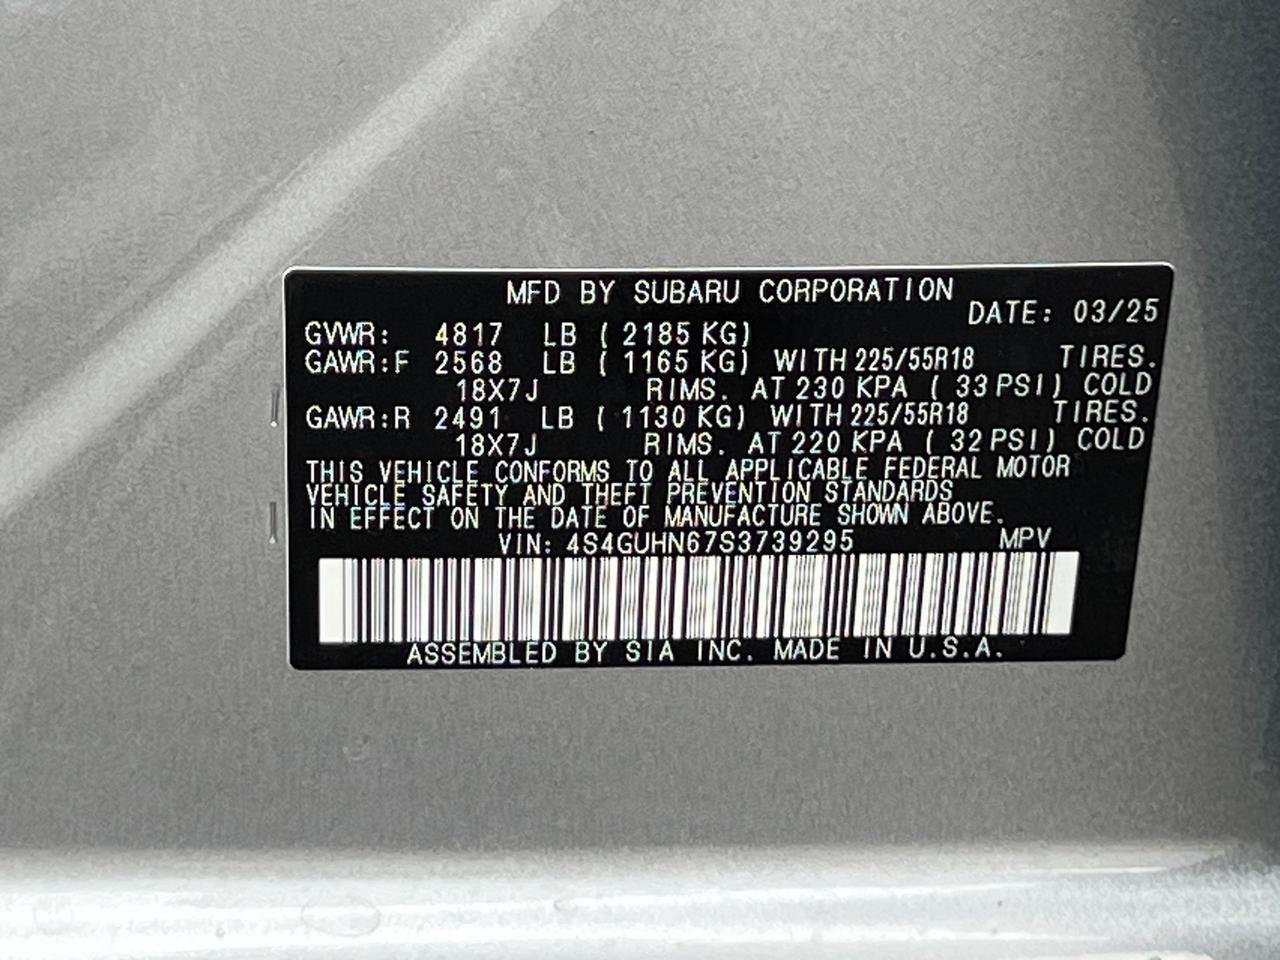 MFD BY SUBARU CORPORATION
DATE: 03/25
GVWR: 4817 LB ( 2185 KG)
GAWR:F 2568 LB ( 1165 KG) WITH 225/55R18 TIRES.
18X7J RIMS. AT 230 KPA ( 33 PSI) COLD
GAWR:R 2491 LB ( 1130 KG) WITH 225/55R18 TIRES.
18X7J RIMS. AT 220 KPA ( 32 PSI) COLD
THIS VEHICLE CONFORMS TO ALL APPLICABLE FEDERAL MOTOR
VEHICLE SAFETY AND THEFT PREVENTION STANDARDS
IN EFFECT ON THE DATE OF MANUFACTURE SHOWN ABOVE.
VIN: 4S4GUHN67S3739295 MPV
ASSEMBLED BY SIA INC. MADE IN U.S.A.